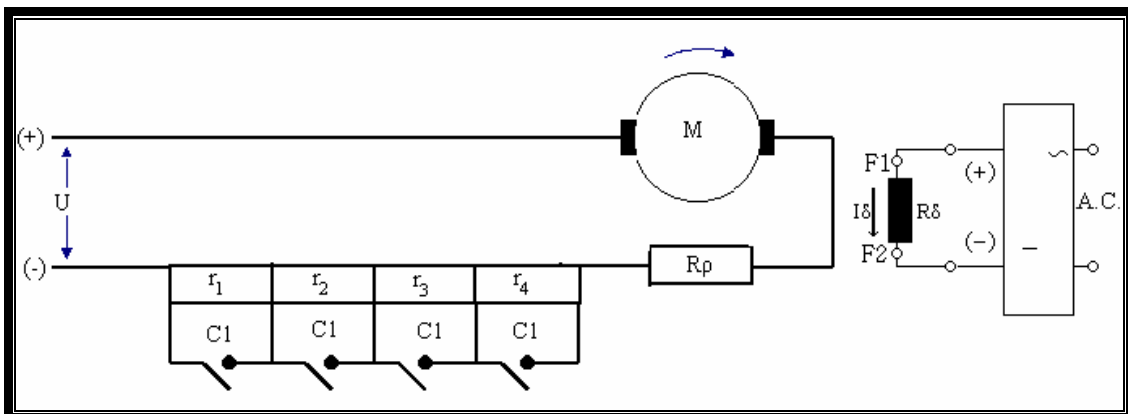 M
(+)
F1
(+)
~
U
Iδ
Rδ
A.C.
(-)
F2
(−)
−
Rρ
r1
r2
r3
r4
C1
C1
C1
C1